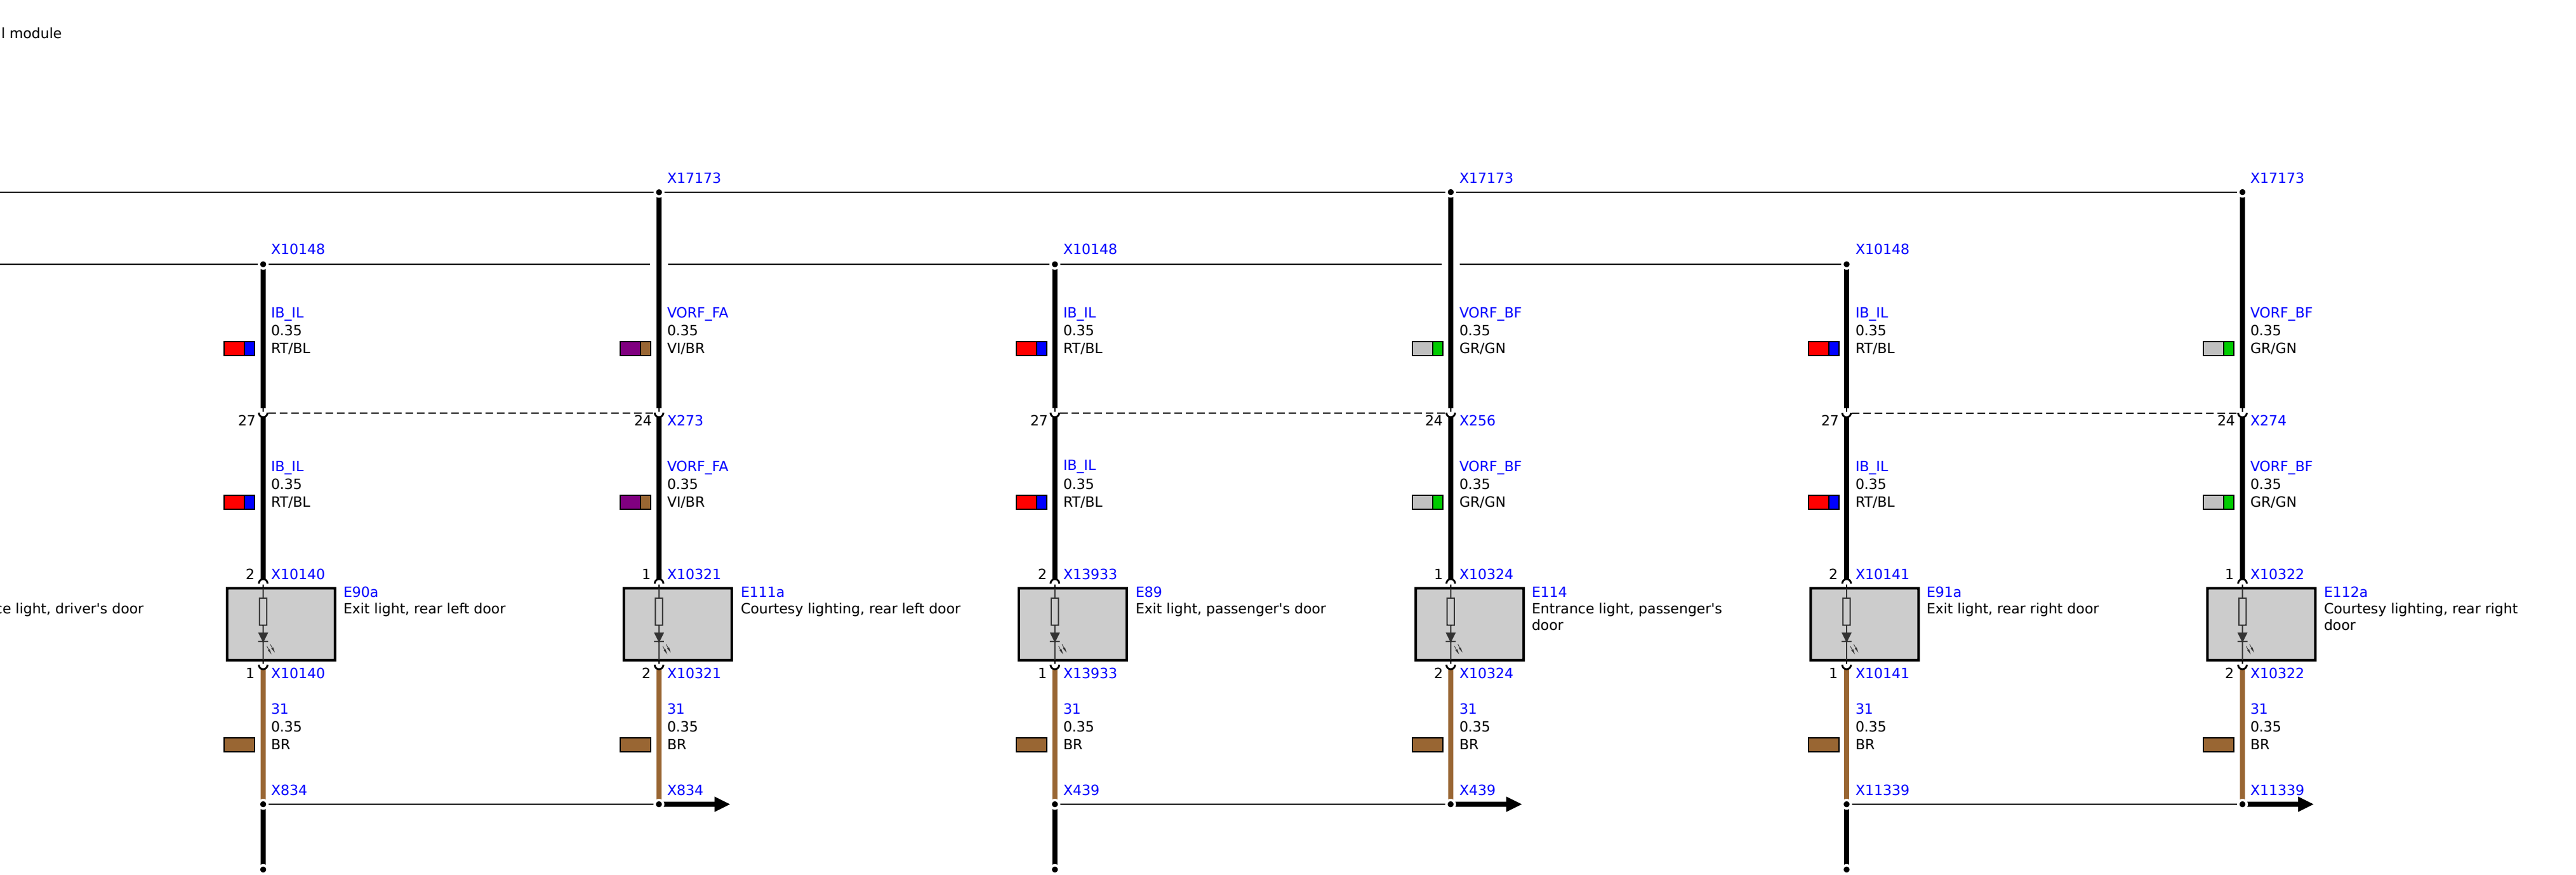 l module
X17173
X17173
X17173
X10148
X10148
X10148
IB_IL
0.35
RT/BL
VORF_FA
0.35
VI/BR
IB_IL
0.35
RT/BL
VORF_BF
0.35
GR/GN
IB_IL
0.35
RT/BL
VORF_BF
0.35
GR/GN
27
24 X273
27
24 X256
27
24 X274
IB_IL
0.35
RT/BL
VORF_FA
0.35
VI/BR
IB_IL
0.35
RT/BL
VORF_BF
0.35
GR/GN
IB_IL
0.35
RT/BL
VORF_BF
0.35
GR/GN
e light, driver's door
2 X10140
E90a
Exit light, rear left door
1 X10140
1 X10321
E111a
Courtesy lighting, rear left door
2 X10321
2 X13933
E89
Exit light, passenger's door
1 X13933
1 X10324
E114
Entrance light, passenger's
door
2 X10324
2 X10141
E91a
Exit light, rear right door
1 X10141
1 X10322
E112a
Courtesy lighting, rear right
door
2 X10322
31
0.35
BR
31
0.35
BR
31
0.35
BR
31
0.35
BR
31
0.35
BR
31
0.35
BR
X834
X834
X439
X439
X11339
X11339